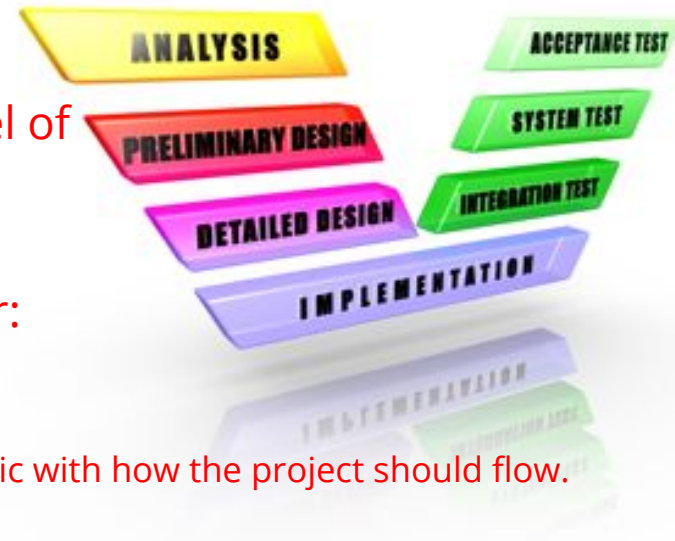 ANALYSIS
ACCEPTANCE TEST
el of
PRELIMINARY DESIGN
SYSTEM TEST
DETAILED DESIGN
INTEGRATION TEST
r:
IMPLEMENTATION
IMPLEMENTATION
ic with how the project should flow.